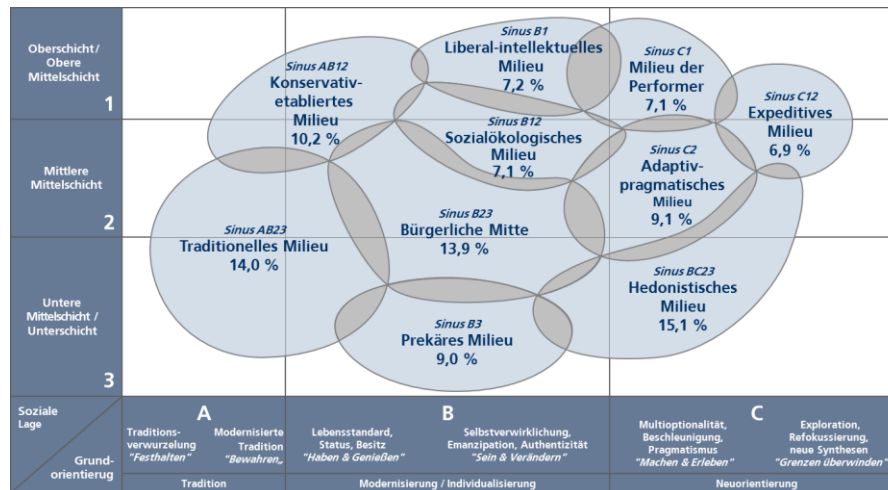 Oberschicht/
Obere
Mittelschicht
1
Mittlere
Mittelschicht
2
Untere
Mittelschicht /
Unterschicht
3
Sinus AB12
Konservativ-
etabliertes
Milieu
10,2 %
Sinus B1
Liberal-intellektuelles
Milieu
7,2 %
Sinus C1
Milieu der
Performer
7,1 %
Sinus C12
Expeditives
Milieu
6,9 %
Sinus B12
Sozialökologisches
Milieu
7,1 %
Sinus C2
Adaptiv-
pragmatisches
Milieu
9,1 %
Sinus AB23
Traditionelles Milieu
14,0 %
Sinus B23
Bürgerliche Mitte
13,9 %
Sinus BC23
Hedonistisches
Milieu
15,1 %
Sinus B3
Prekäres Milieu
9,0 %
Soziale
Lage
Grund-
orientierug
A
Traditions-
verwurzelung
"Festhalten"
Modernisierte
Tradition
"Bewahren„
B
Lebensstandard,
Status, Besitz
"Haben & Genießen"
Selbstverwirklichung,
Emanzipation, Authentizität
"Sein & Verändern"
C
Multioptionalität,
Beschleunigung,
Pragmatismus
"Machen & Erleben"
Exploration,
Refokussierung,
neue Synthesen
"Grenzen überwinden"
Tradition
Modernisierung / Individualisierung
Neuorientierung